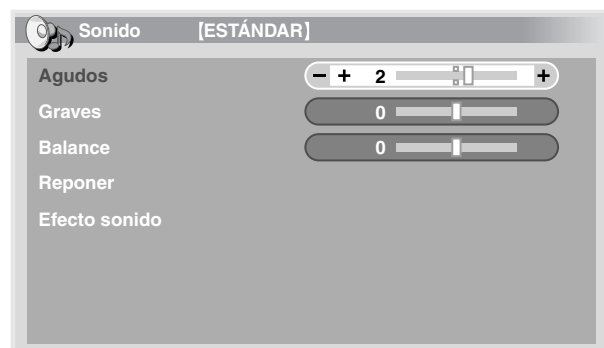 Sonido [ESTÁNDAR]
Agudos − + 2 +
Graves 0
Balance 0
Reponer
Efecto sonido